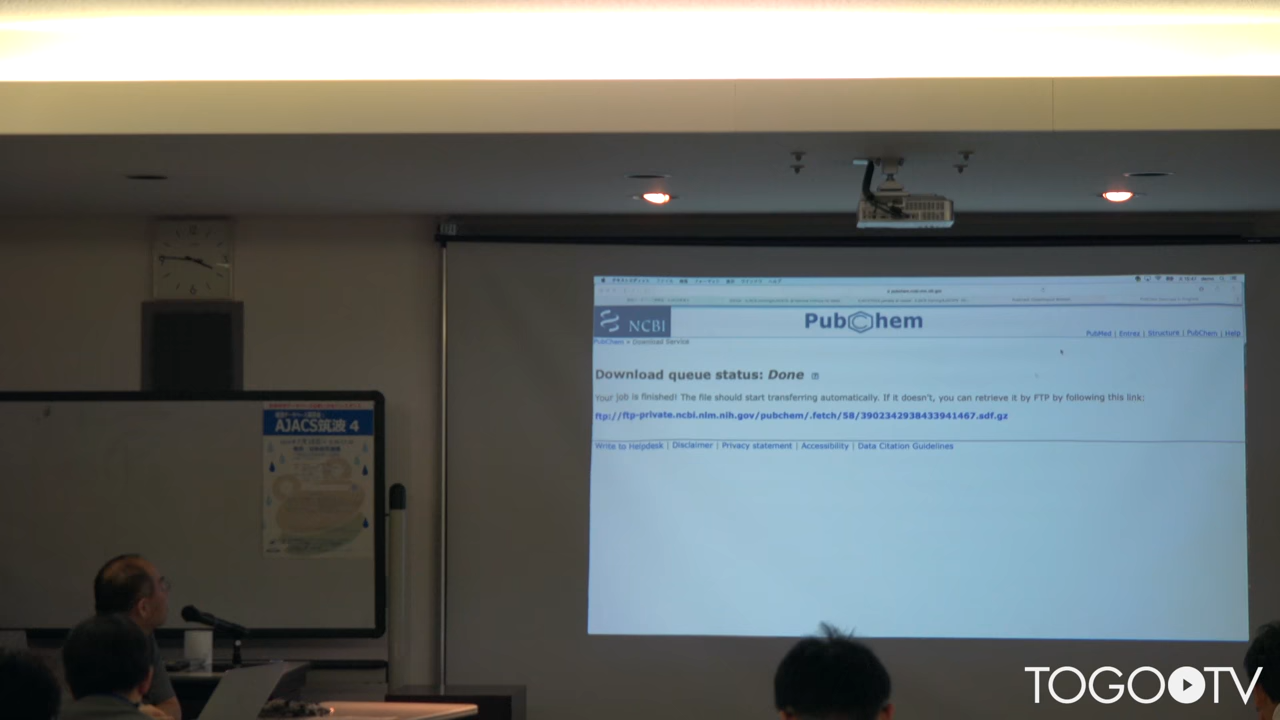 NCBI
PubChem
PubMed | Entrez | Structure | PubChem | Help
PubChem » Download Service
Download queue status: Done
Your job is finished! The file should start transferring automatically. If it doesn't, you can retrieve it by FTP by following this link:
ftp://ftp-private.ncbi.nlm.nih.gov/pubchem/.fetch/58/3902342938433941467.sdf.gz
Write to Helpdesk | Disclaimer | Privacy statement | Accessibility | Data Citation Guidelines
AJACS筑波 4
TOGO TV